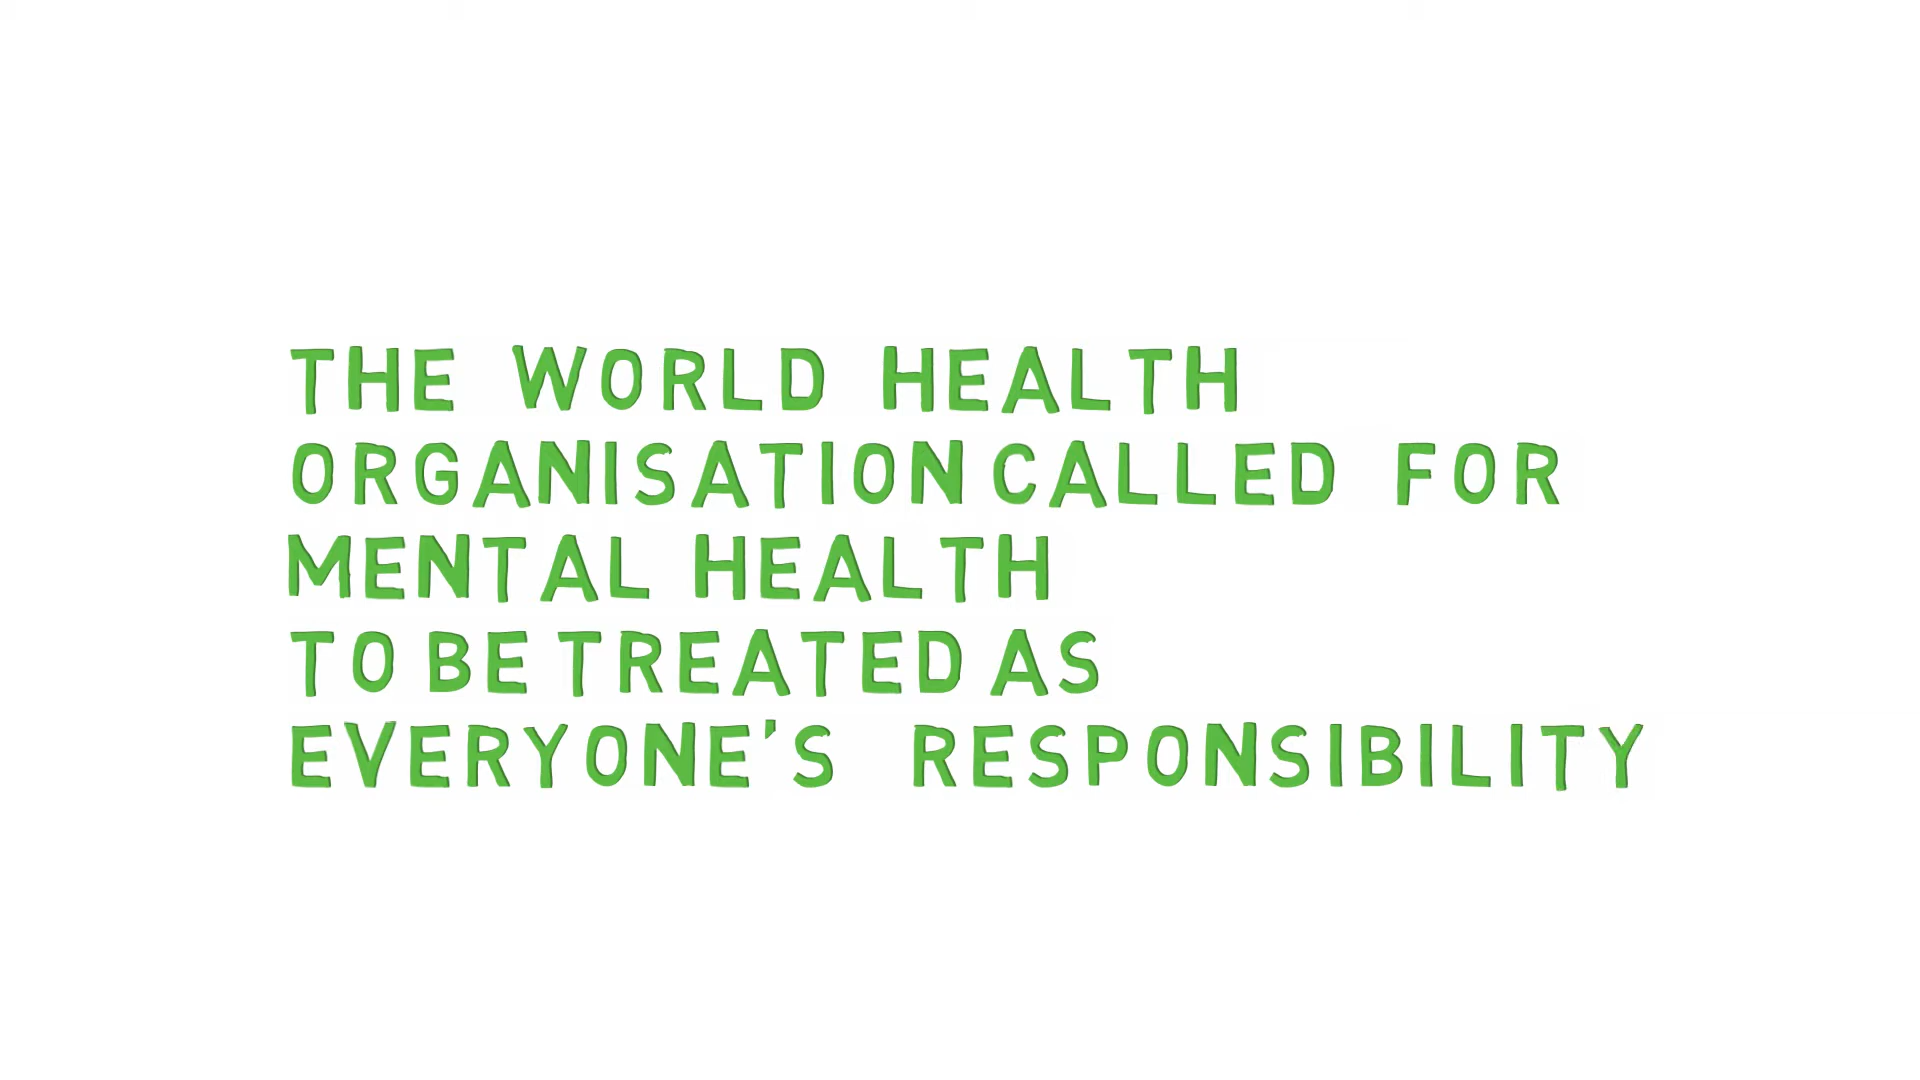 THE WORLD HEALTH
ORGANISATION CALLED FOR
MENTAL HEALTH
TO BE TREATED AS
EVERYONE'S RESPONSIBILITY